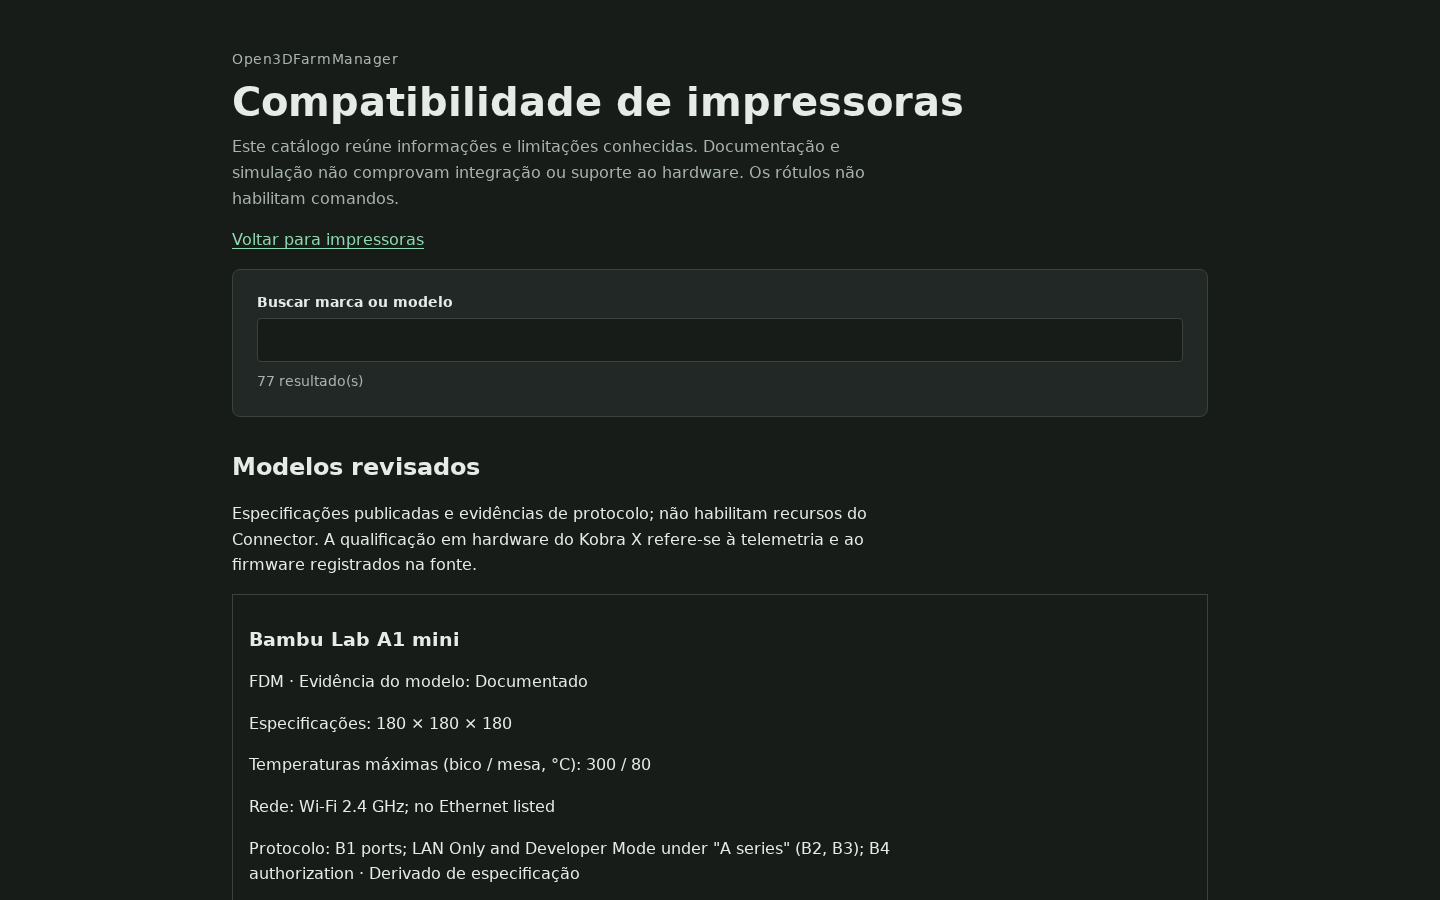 Open3DFarmManager
Compatibilidade de impressoras
Este catálogo reúne informações e limitações conhecidas. Documentação e
simulação não comprovam integração ou suporte ao hardware. Os rótulos não
habilitam comandos.
Voltar para impressoras
Buscar marca ou modelo
77 resultado(s)
Modelos revisados
Especificações publicadas e evidências de protocolo; não habilitam recursos do
Connector. A qualificação em hardware do Kobra X refere-se à telemetria e ao
firmware registrados na fonte.
Bambu Lab A1 mini
FDM · Evidência do modelo: Documentado
Especificações: 180 × 180 × 180
Temperaturas máximas (bico / mesa, °C): 300 / 80
Rede: Wi-Fi 2.4 GHz; no Ethernet listed
Protocolo: B1 ports; LAN Only and Developer Mode under "A series" (B2, B3); B4
authorization · Derivado de especificação